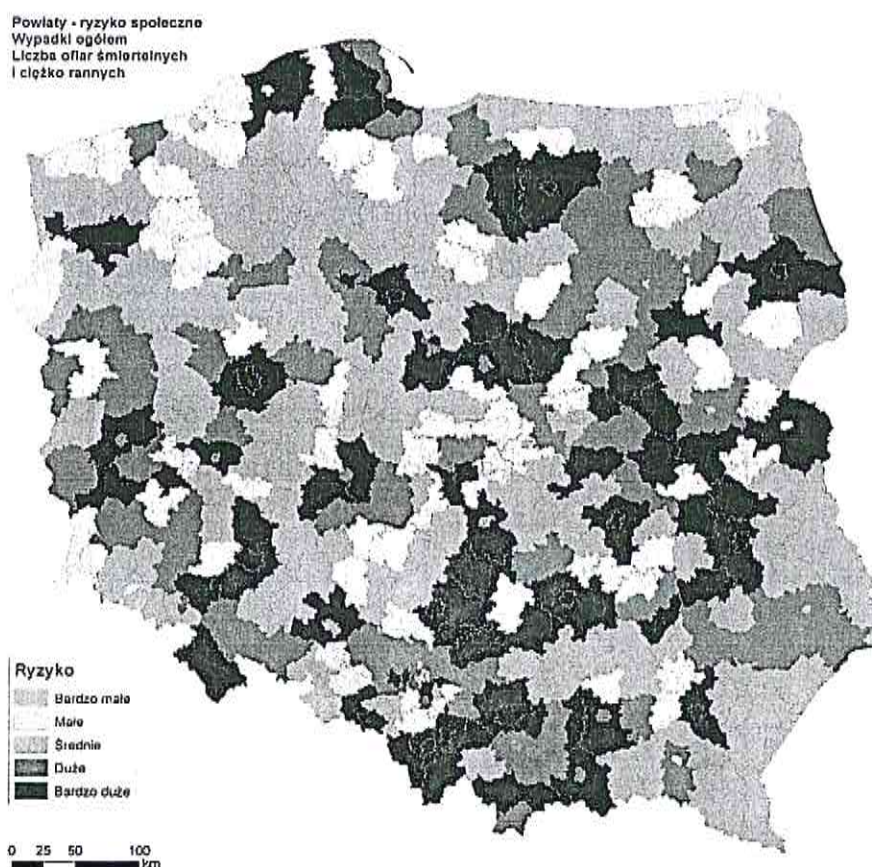 Powiaty - ryzyko społeczne
Wypadki ogółem
Liczba ofiar śmiertelnych
i ciężko rannych
Ryzyko
Bardzo małe
Małe
Średnie
Duże
Bardzo duże
0 25 50 100
km